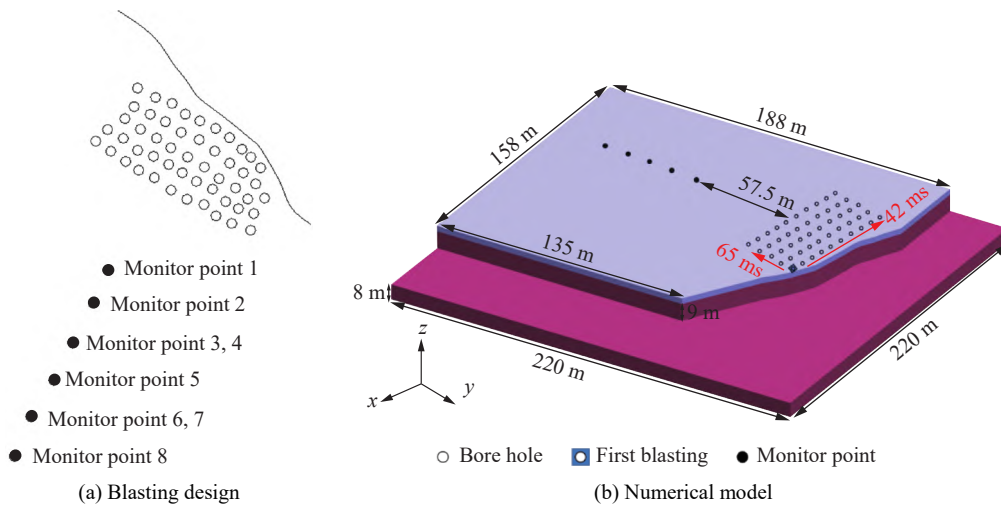 Monitor point 1
Monitor point 2
Monitor point 3, 4
Monitor point 5
Monitor point 6, 7
Monitor point 8
(a) Blasting design
188 m
158 m
57.5 m
42 ms
65 ms
135 m
9 m
8 m
220 m
220 m
z
x
y
Bore hole
First blasting
Monitor point
(b) Numerical model